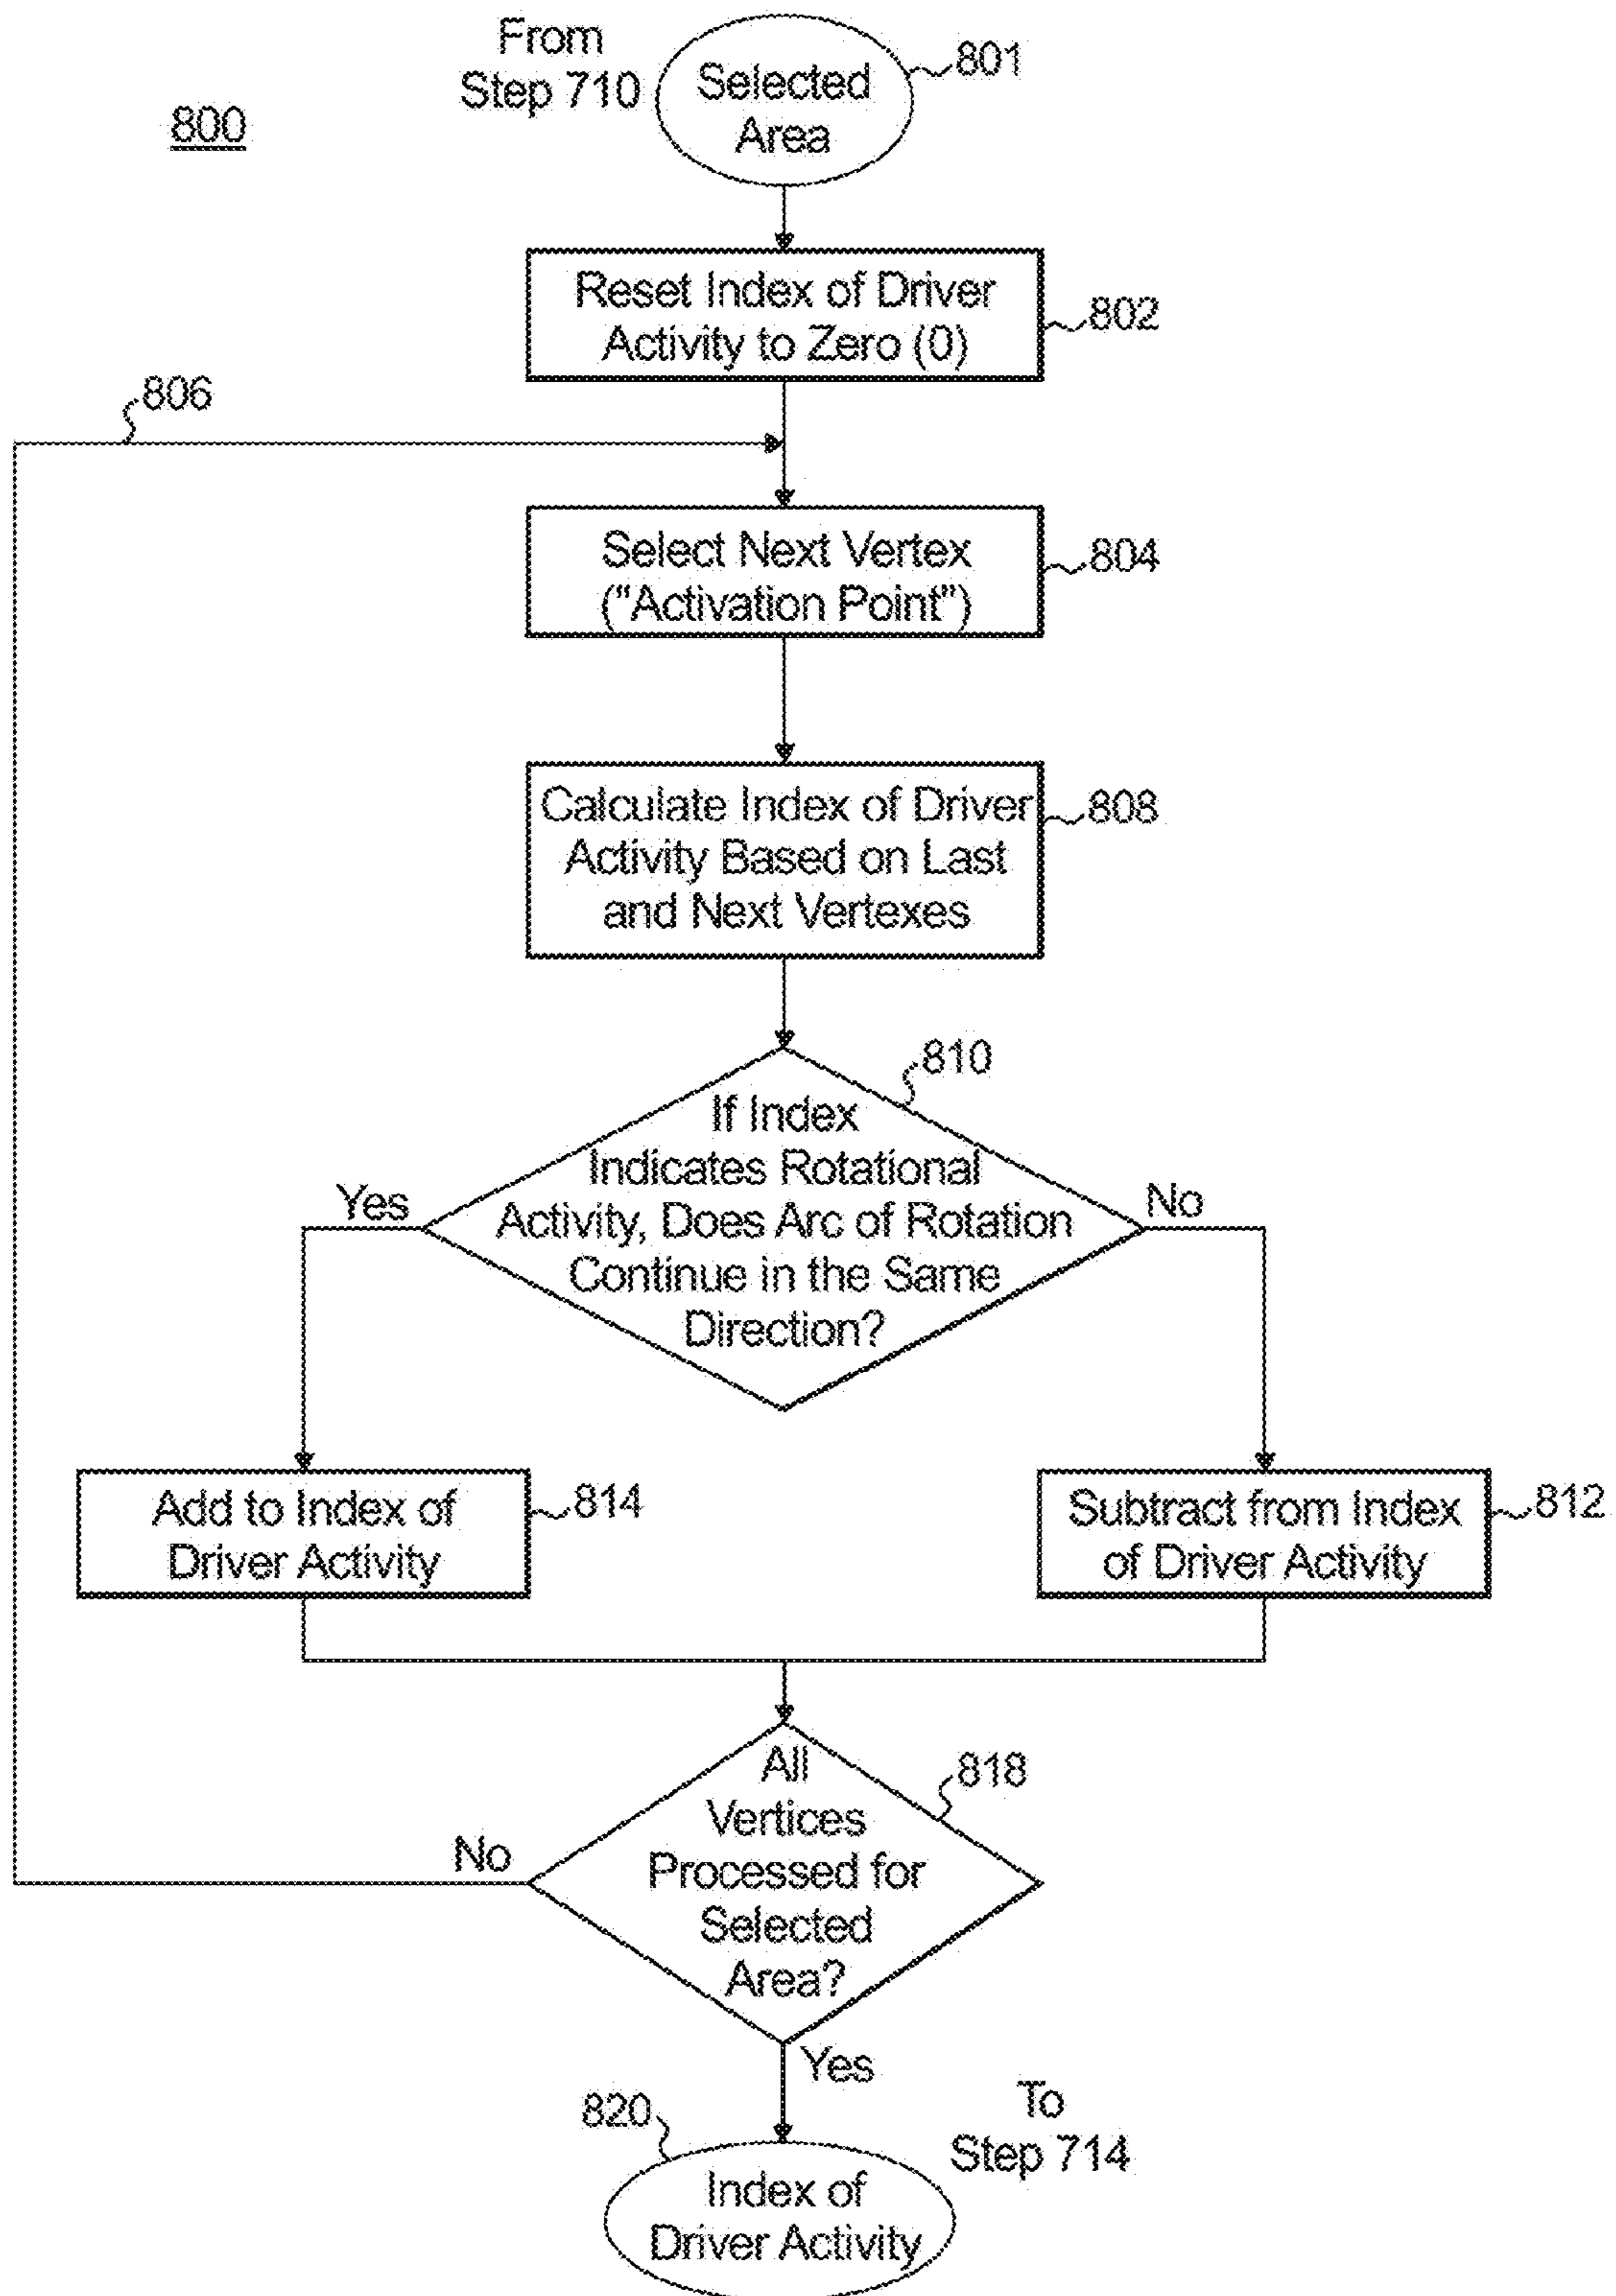 From
Step 710
Selected
Area
801
800
Reset Index of Driver
Activity to Zero (0)
802
806
Select Next Vertex
("Activation Point")
804
Calculate Index of Driver
Activity Based on Last
and Next Vertexes
808
810
If Index
Indicates Rotational
Activity, Does Arc of Rotation
Continue in the Same
Direction?
Yes
No
Add to Index of
Driver Activity
814
Subtract from Index
of Driver Activity
812
All
Vertices
Processed for
Selected
Area?
818
No
Yes
820
To
Step 714
Index of
Driver Activity